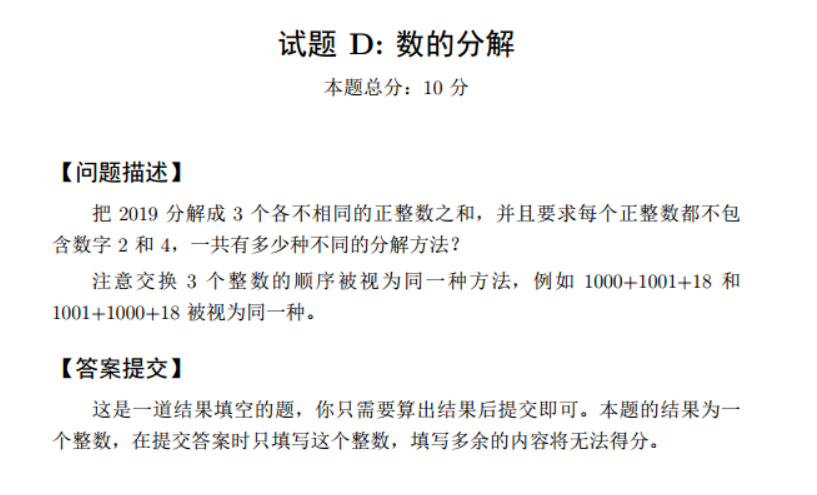 试题 D: 数的分解
本题总分：10 分
【问题描述】
把 2019 分解成 3 个各不相同的正整数之和，并且要求每个正整数都不包
含数字 2 和 4，一共有多少种不同的分解方法？
注意交换 3 个整数的顺序被视为同一种方法，例如 1000+1001+18 和
1001+1000+18 被视为同一种。
【答案提交】
这是一道结果填空的题，你只需要算出结果后提交即可。本题的结果为一
个整数，在提交答案时只填写这个整数，填写多余的内容将无法得分。